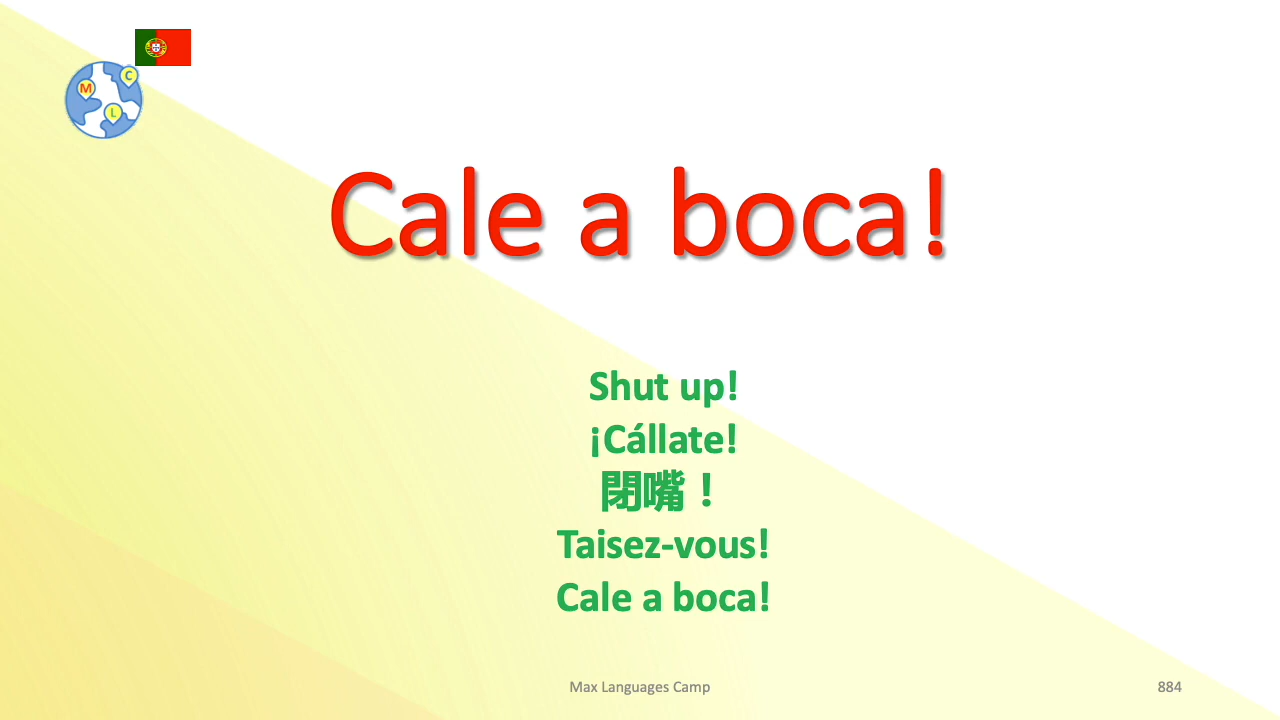 C
M
L
Cale a boca!
Shut up!
¡Cállate!
閉嘴！
Taisez-vous!
Cale a boca!
Max Languages Camp
884